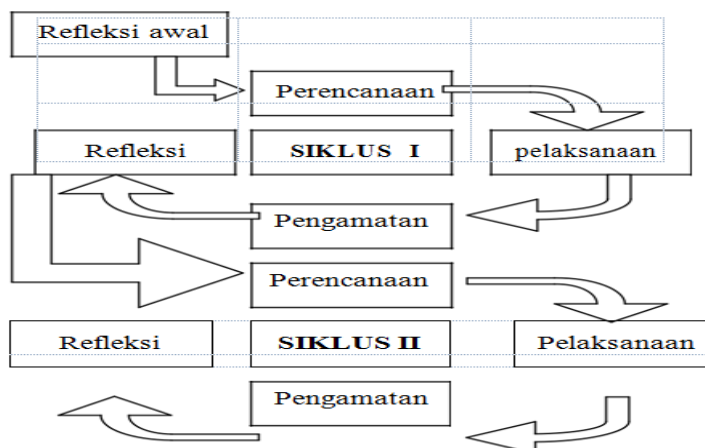 Refleksi awal
Perencanaan
Refleksi
SIKLUS I
pelaksanaan
Pengamatan
Perencanaan
Refleksi
SIKLUS II
Pelaksanaan
Pengamatan